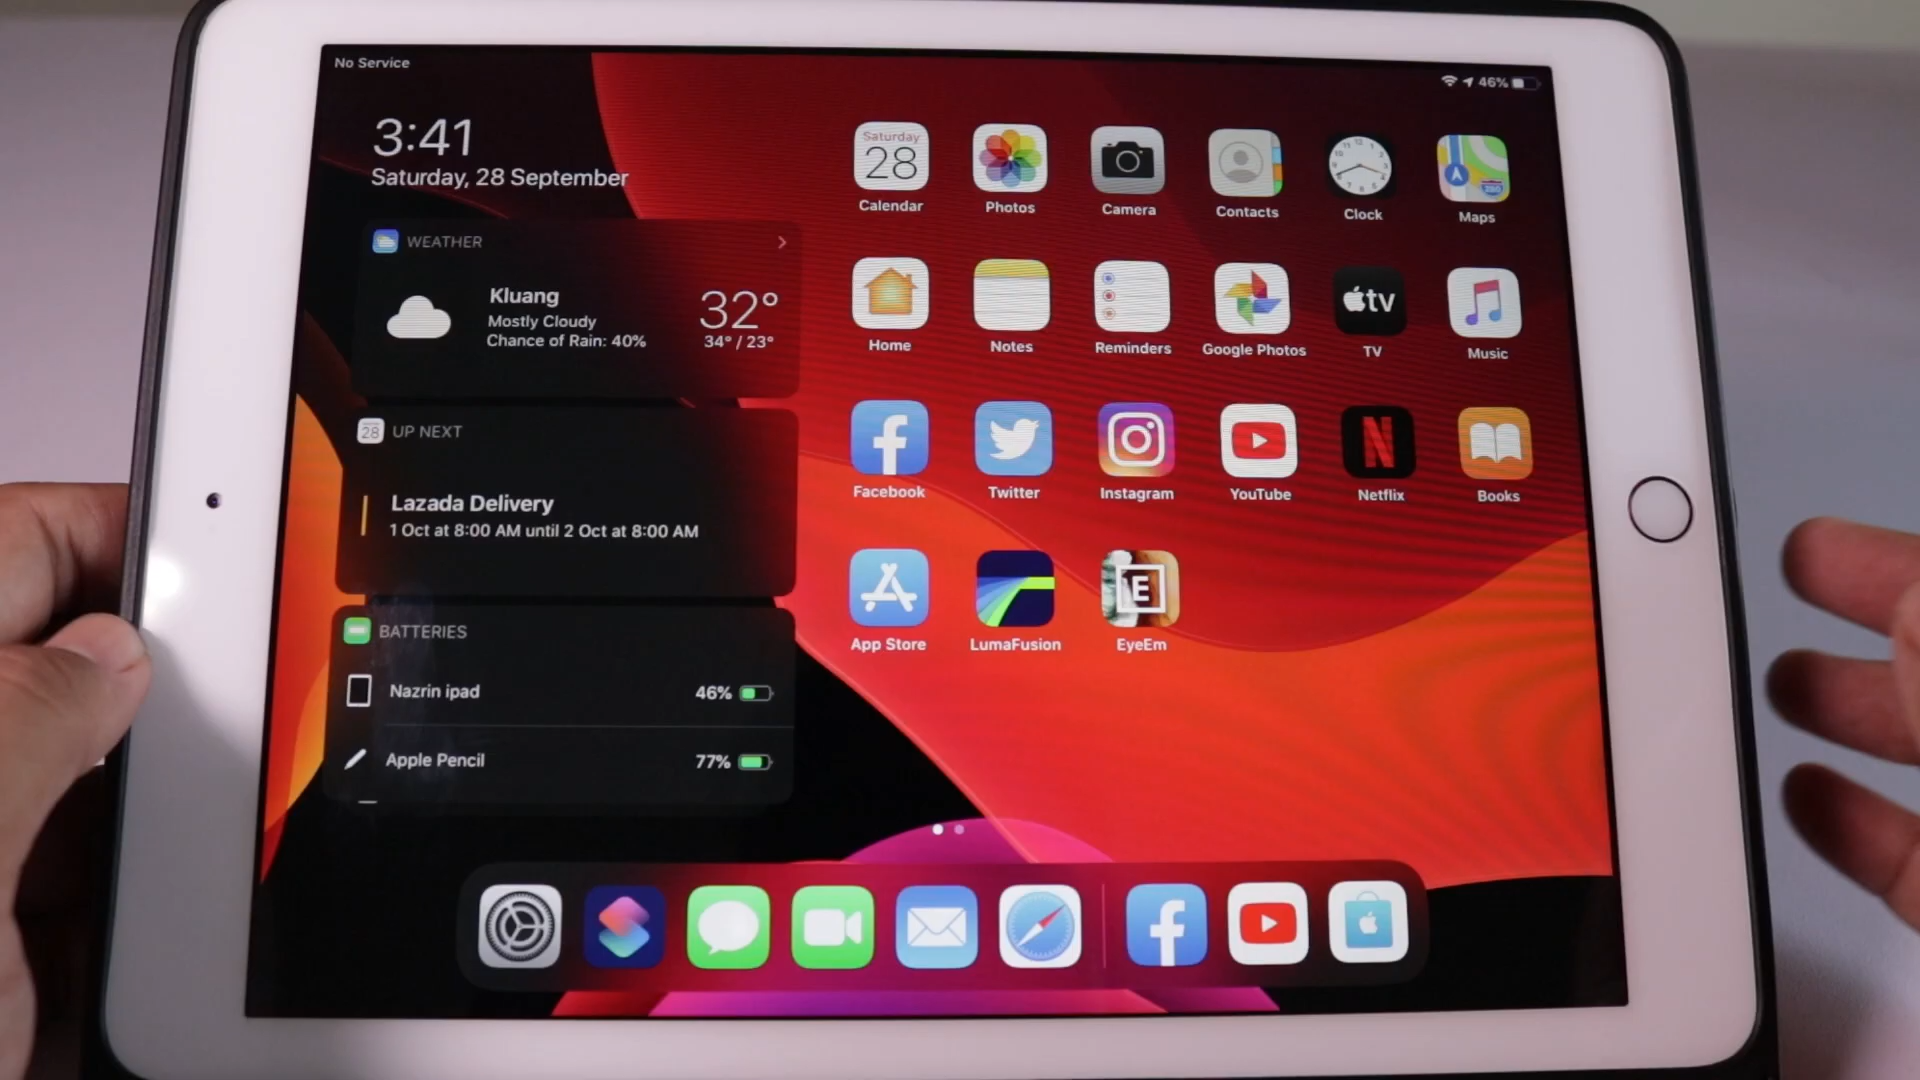 No Service
46%
3:41
Saturday, 28 September
WEATHER
Kluang
Mostly Cloudy
Chance of Rain: 40%
32°
34° / 23°
28
UP NEXT
Lazada Delivery
1 Oct at 8:00 AM until 2 Oct at 8:00 AM
BATTERIES
Nazrin ipad
46%
Apple Pencil
77%
Saturday
28
Calendar
Photos
Camera
Contacts
Clock
Maps
Home
Notes
Reminders
Google Photos
tv
TV
Music
Facebook
Twitter
Instagram
YouTube
N
Netflix
Books
App Store
LumaFusion
E
EyeEm